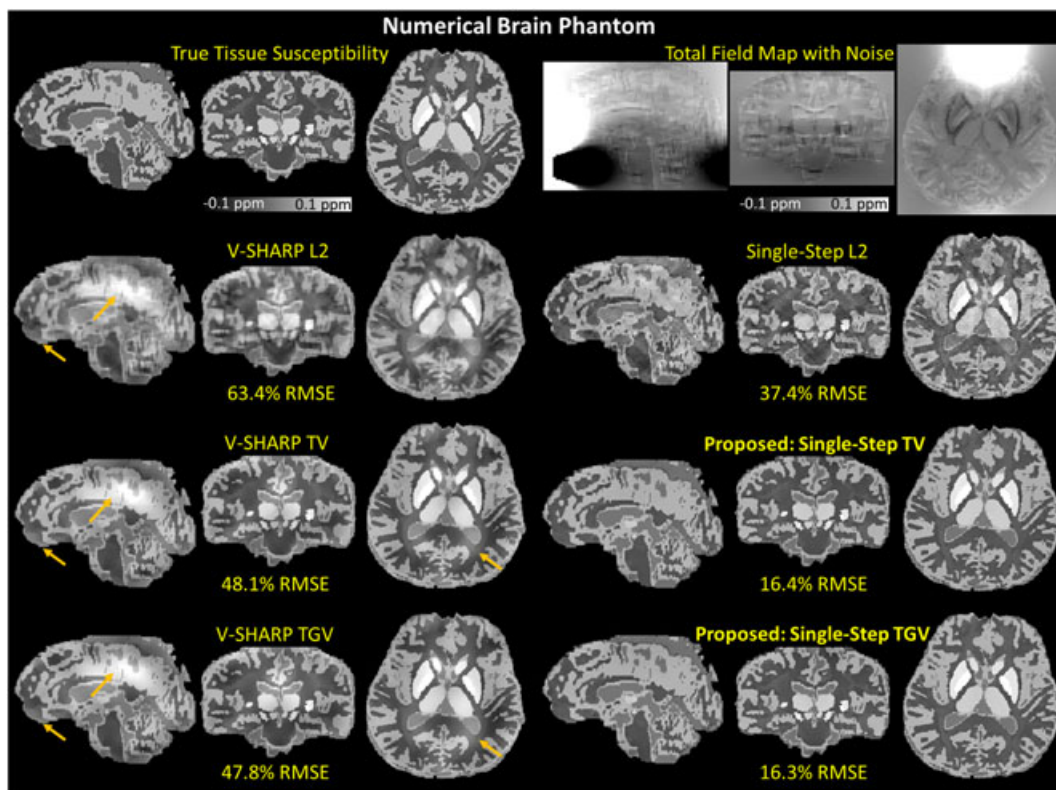 Numerical Brain Phantom
True Tissue Susceptibility
Total Field Map with Noise
-0.1 ppm 0.1 ppm
-0.1 ppm 0.1 ppm
V-SHARP L2
Single-Step L2
63.4% RMSE
37.4% RMSE
V-SHARP TV
Proposed: Single-Step TV
48.1% RMSE
16.4% RMSE
V-SHARP TGV
Proposed: Single-Step TGV
47.8% RMSE
16.3% RMSE